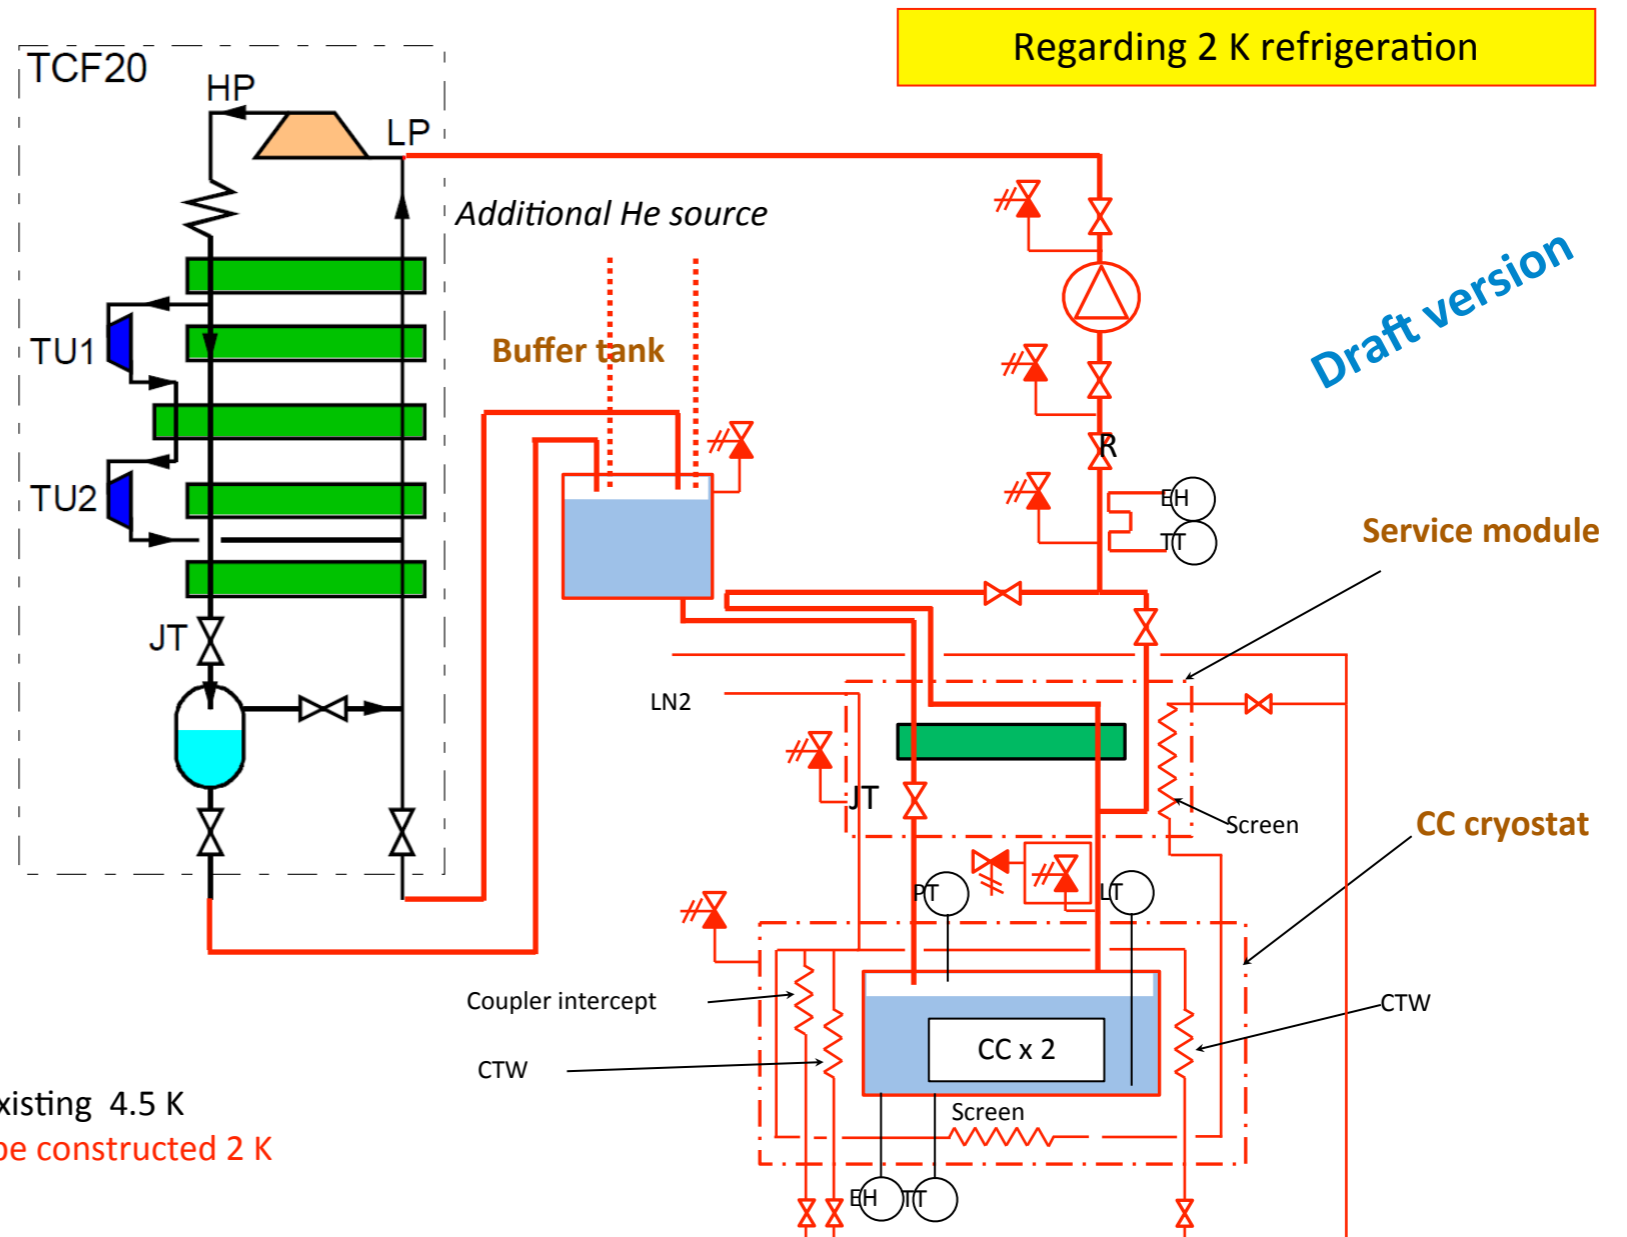 Regarding 2 K refrigeration
TCF20
HP
LP
Additional He source
Draft version
TU1
Buffer tank
R
TU2
EH
TT
Service module
JT
LN2
JT
Screen
CC cryostat
PT
LT
Coupler intercept
CTW
CC x 2
CTW
Screen
xisting 4.5 K
be constructed 2 K
EH
TT